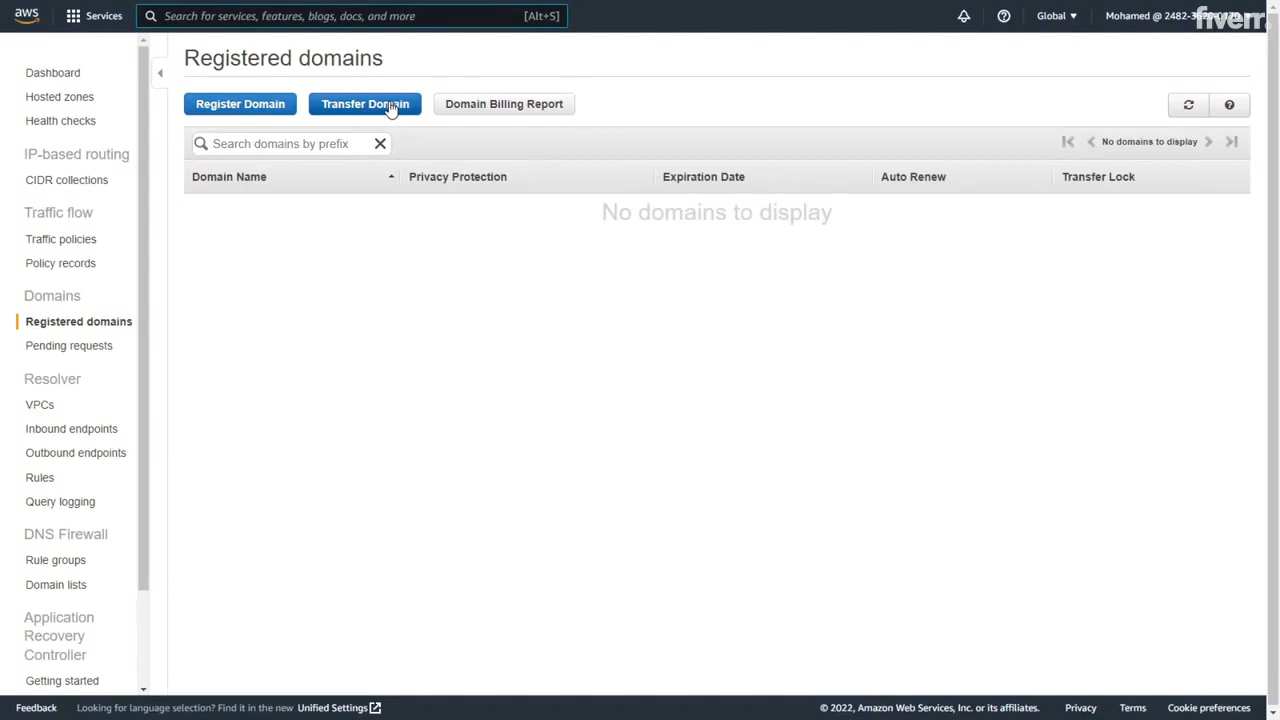 aws
Services
Search for services, features, blogs, docs, and more
[Alt+S]
Global
Mohamed @ 2482-3620-0170
fiverr.
Dashboard
Hosted zones
Health checks
IP-based routing
CIDR collections
Traffic flow
Traffic policies
Policy records
Domains
Registered domains
Pending requests
Resolver
VPCs
Inbound endpoints
Outbound endpoints
Rules
Query logging
DNS Firewall
Rule groups
Domain lists
Application
Recovery
Controller
Getting started
Registered domains
Register Domain
Transfer Domain
Domain Billing Report
Search domains by prefix
No domains to display
Domain Name
Privacy Protection
Expiration Date
Auto Renew
Transfer Lock
No domains to display
Feedback
Looking for language selection? Find it in the new Unified Settings
© 2022, Amazon Web Services, Inc. or its affiliates.
Privacy
Terms
Cookie preferences